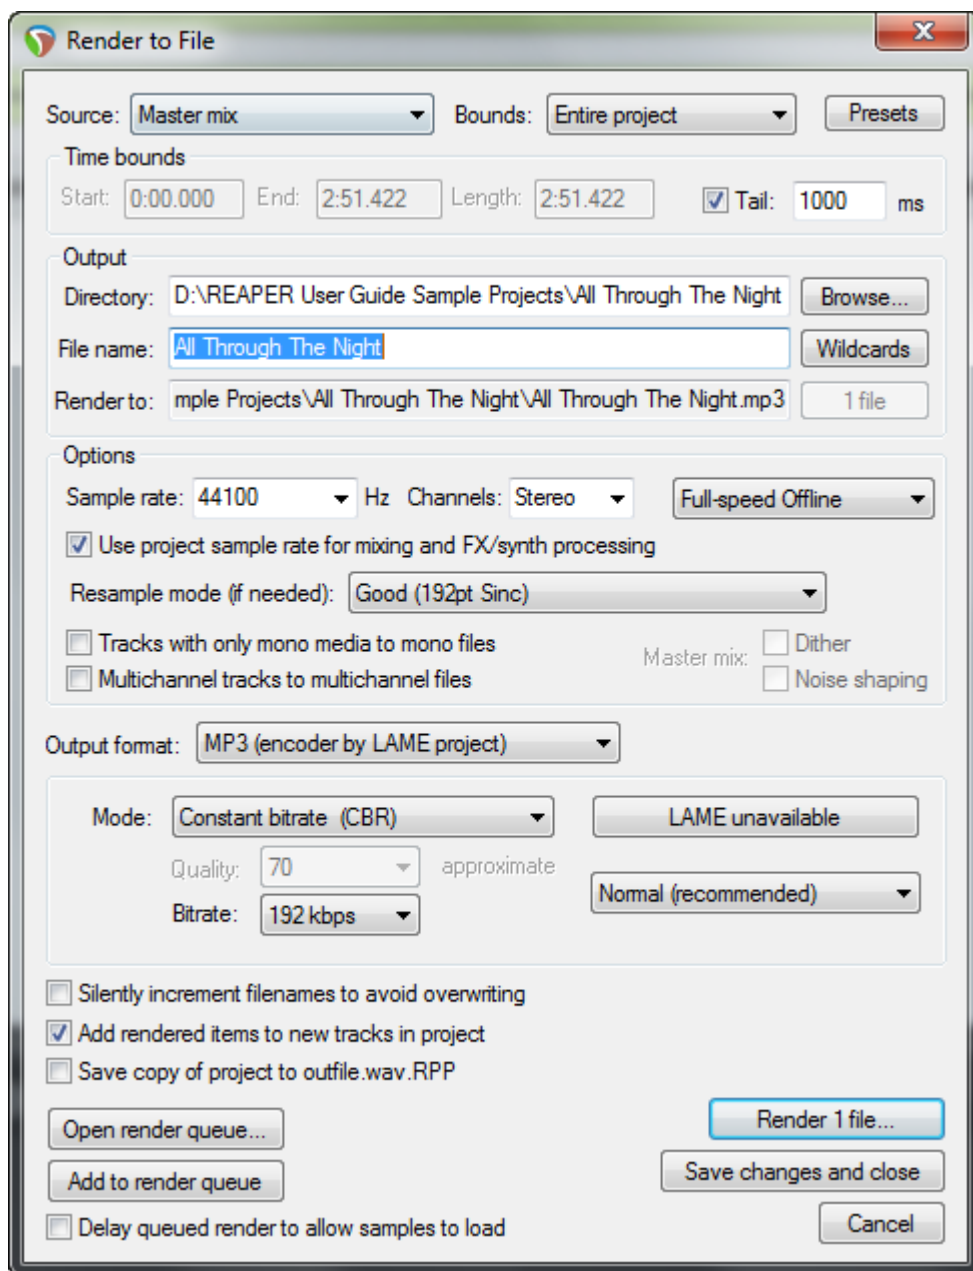 Render to File
Source: Master mix Bounds: Entire project Presets
Time bounds
Start: 0:00.000 End: 2:51.422 Length: 2:51.422 Tail: 1000 ms
Output
Directory: D:\REAPER User Guide Sample Projects\All Through The Night Browse...
File name: All Through The Night Wildcards
Render to: mple Projects\All Through The Night\All Through The Night.mp3 1 file
Options
Sample rate: 44100 Hz Channels: Stereo Full-speed Offline
Use project sample rate for mixing and FX/synth processing
Resample mode (if needed): Good (192pt Sinc)
Tracks with only mono media to mono files
Master mix: Dither
Multichannel tracks to multichannel files Noise shaping
Output format: MP3 (encoder by LAME project)
Mode: Constant bitrate (CBR) LAME unavailable
Quality: 70 approximate
Normal (recommended)
Bitrate: 192 kbps
Silently increment filenames to avoid overwriting
Add rendered items to new tracks in project
Save copy of project to outfile.wav.RPP
Open render queue... Render 1 file...
Add to render queue Save changes and close
Delay queued render to allow samples to load Cancel